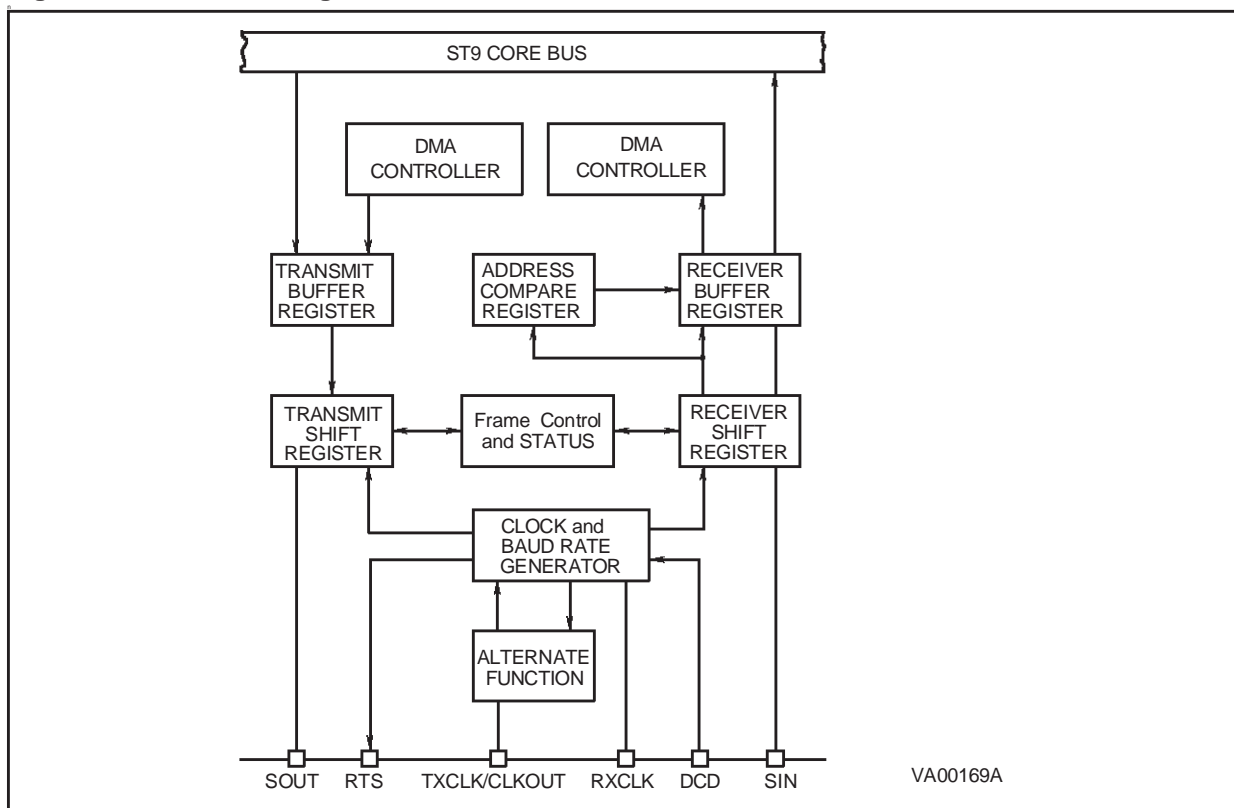 ST9 CORE BUS
DMA
CONTROLLER
DMA
CONTROLLER
TRANSMIT
BUFFER
REGISTER
ADDRESS
COMPARE
REGISTER
RECEIVER
BUFFER
REGISTER
TRANSMIT
SHIFT
REGISTER
Frame Control
and STATUS
RECEIVER
SHIFT
REGISTER
CLOCK and
BAUD RATE
GENERATOR
ALTERNATE
FUNCTION
SOUT RTS TXCLK/CLKOUT RXCLK DCD SIN
VA00169A